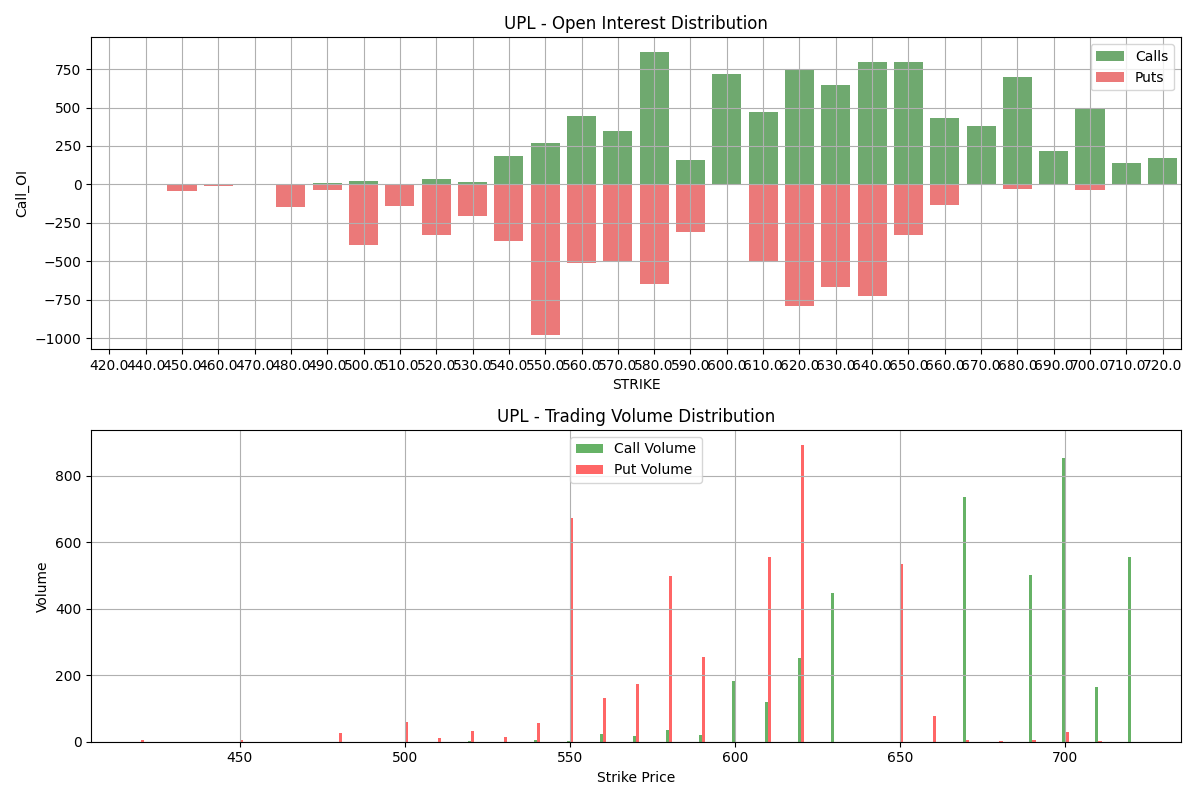 UPL - Open Interest Distribution
Calls
Puts
750
500
250
0
−250
−500
−750
−1000
Call_OI
420.0 440.0 450.0 460.0 470.0 480.0 490.0 500.0 510.0 520.0 530.0 540.0 550.0 560.0 570.0 580.0 590.0 600.0 610.0 620.0 630.0 640.0 650.0 660.0 670.0 680.0 690.0 700.0 710.0 720.0
STRIKE
UPL - Trading Volume Distribution
Call Volume
Put Volume
800
600
400
200
0
Volume
450 500 550 600 650 700
Strike Price